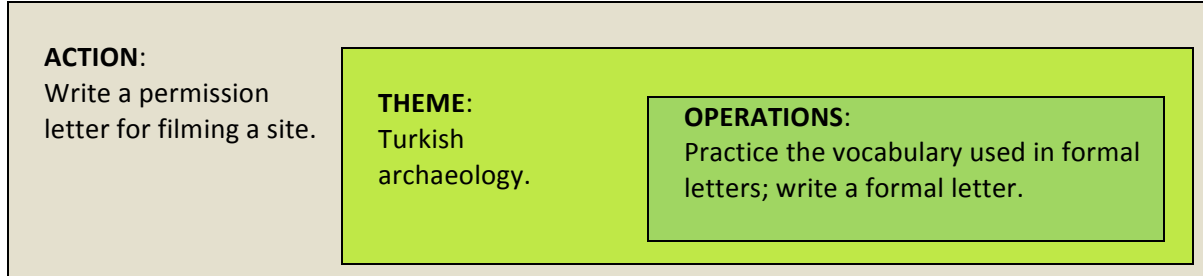 ACTION:
Write a permission
letter for filming a site.
THEME:
Turkish
archaeology.
OPERATIONS:
Practice the vocabulary used in formal
letters; write a formal letter.